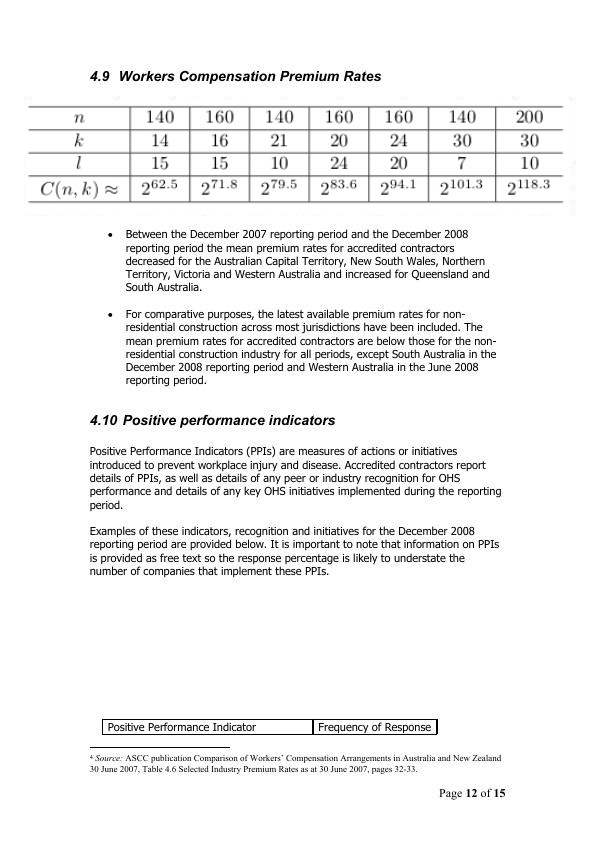 4.9 Workers Compensation Premium Rates
n 140 160 140 160 160 140 200
k 14 16 21 20 24 30 30
l 15 15 10 24 20 7 10
C(n, k) ≈ 2^62.5 2^71.8 2^79.5 2^83.6 2^94.1 2^101.3 2^118.3
• Between the December 2007 reporting period and the December 2008
reporting period the mean premium rates for accredited contractors
decreased for the Australian Capital Territory, New South Wales, Northern
Territory, Victoria and Western Australia and increased for Queensland and
South Australia.
• For comparative purposes, the latest available premium rates for non-
residential construction across most jurisdictions have been included. The
mean premium rates for accredited contractors are below those for the non-
residential construction industry for all periods, except South Australia in the
December 2008 reporting period and Western Australia in the June 2008
reporting period.
4.10 Positive performance indicators
Positive Performance Indicators (PPIs) are measures of actions or initiatives
introduced to prevent workplace injury and disease. Accredited contractors report
details of PPIs, as well as details of any peer or industry recognition for OHS
performance and details of any key OHS initiatives implemented during the reporting
period.
Examples of these indicators, recognition and initiatives for the December 2008
reporting period are provided below. It is important to note that information on PPIs
is provided as free text so the response percentage is likely to understate the
number of companies that implement these PPIs.
Positive Performance Indicator Frequency of Response
⁴ Source: ASCC publication Comparison of Workers' Compensation Arrangements in Australia and New Zealand
30 June 2007, Table 4.6 Selected Industry Premium Rates as at 30 June 2007, pages 32-33.
Page 12 of 15